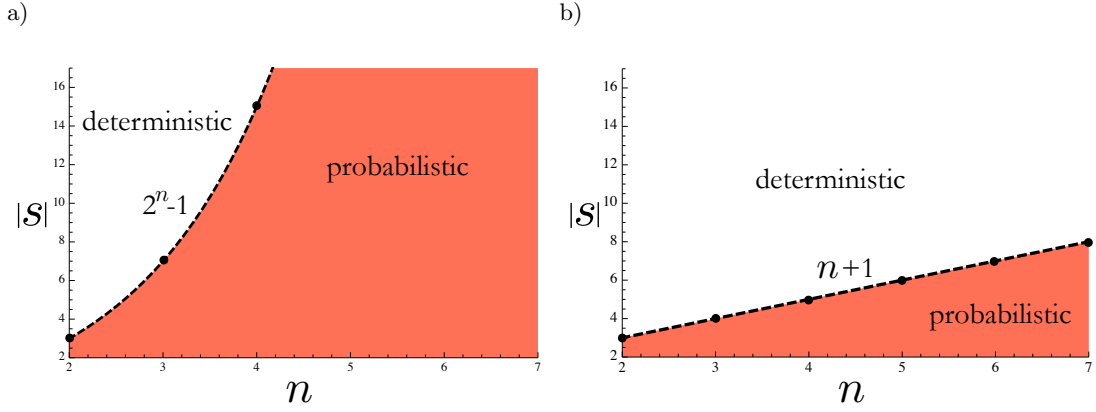 a)
16
14
12
10
8
6
4
2
|S|
deterministic
probabilistic
2^n-1
2 3 4 5 6 7
n
b)
16
14
12
10
8
6
4
2
|S|
deterministic
n+1
probabilistic
2 3 4 5 6 7
n